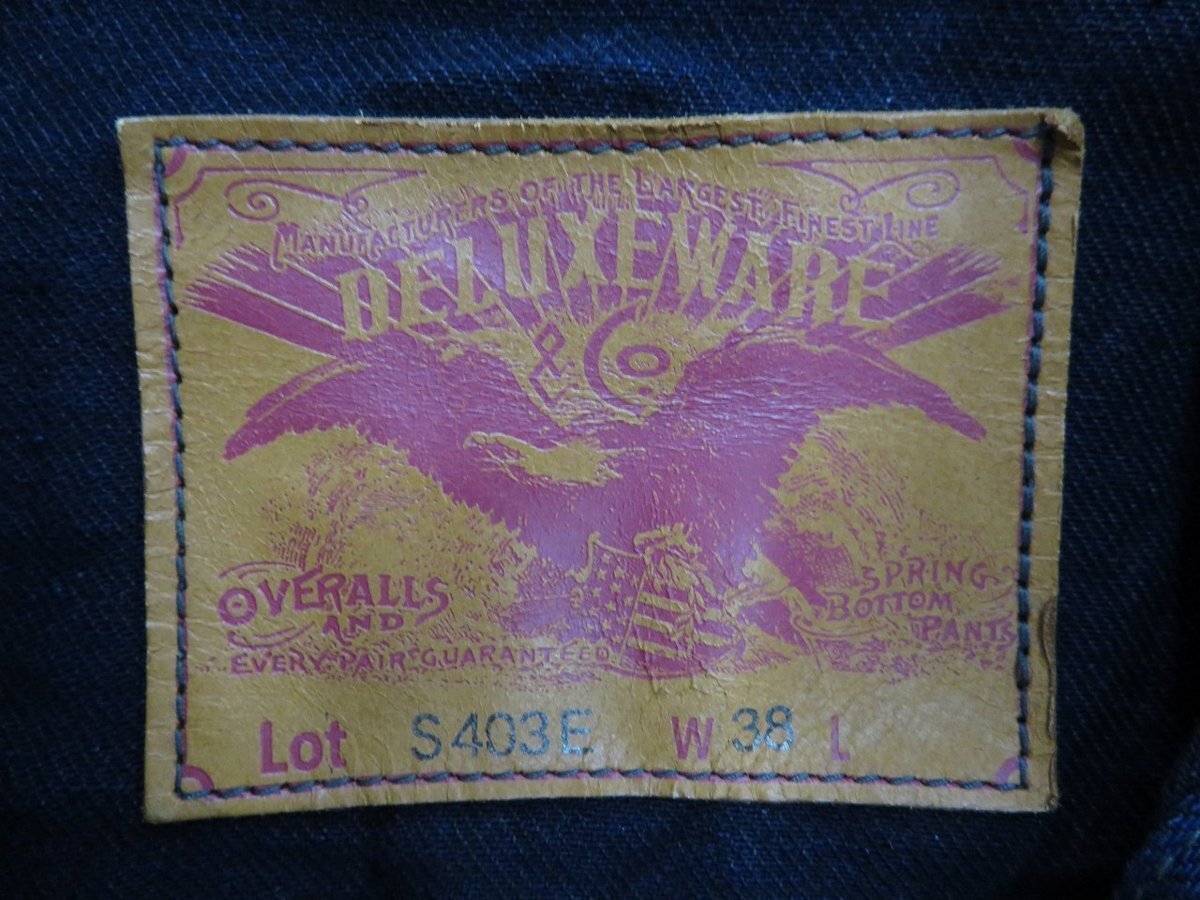 MANUFACTURERS OF THE LARGEST, FINEST LINE
DELUXEWARE
& Co
OVERALLS
AND
EVERY PAIR GUARANTEED
SPRING
BOTTOM
PANTS
Lot S403E W 38 L